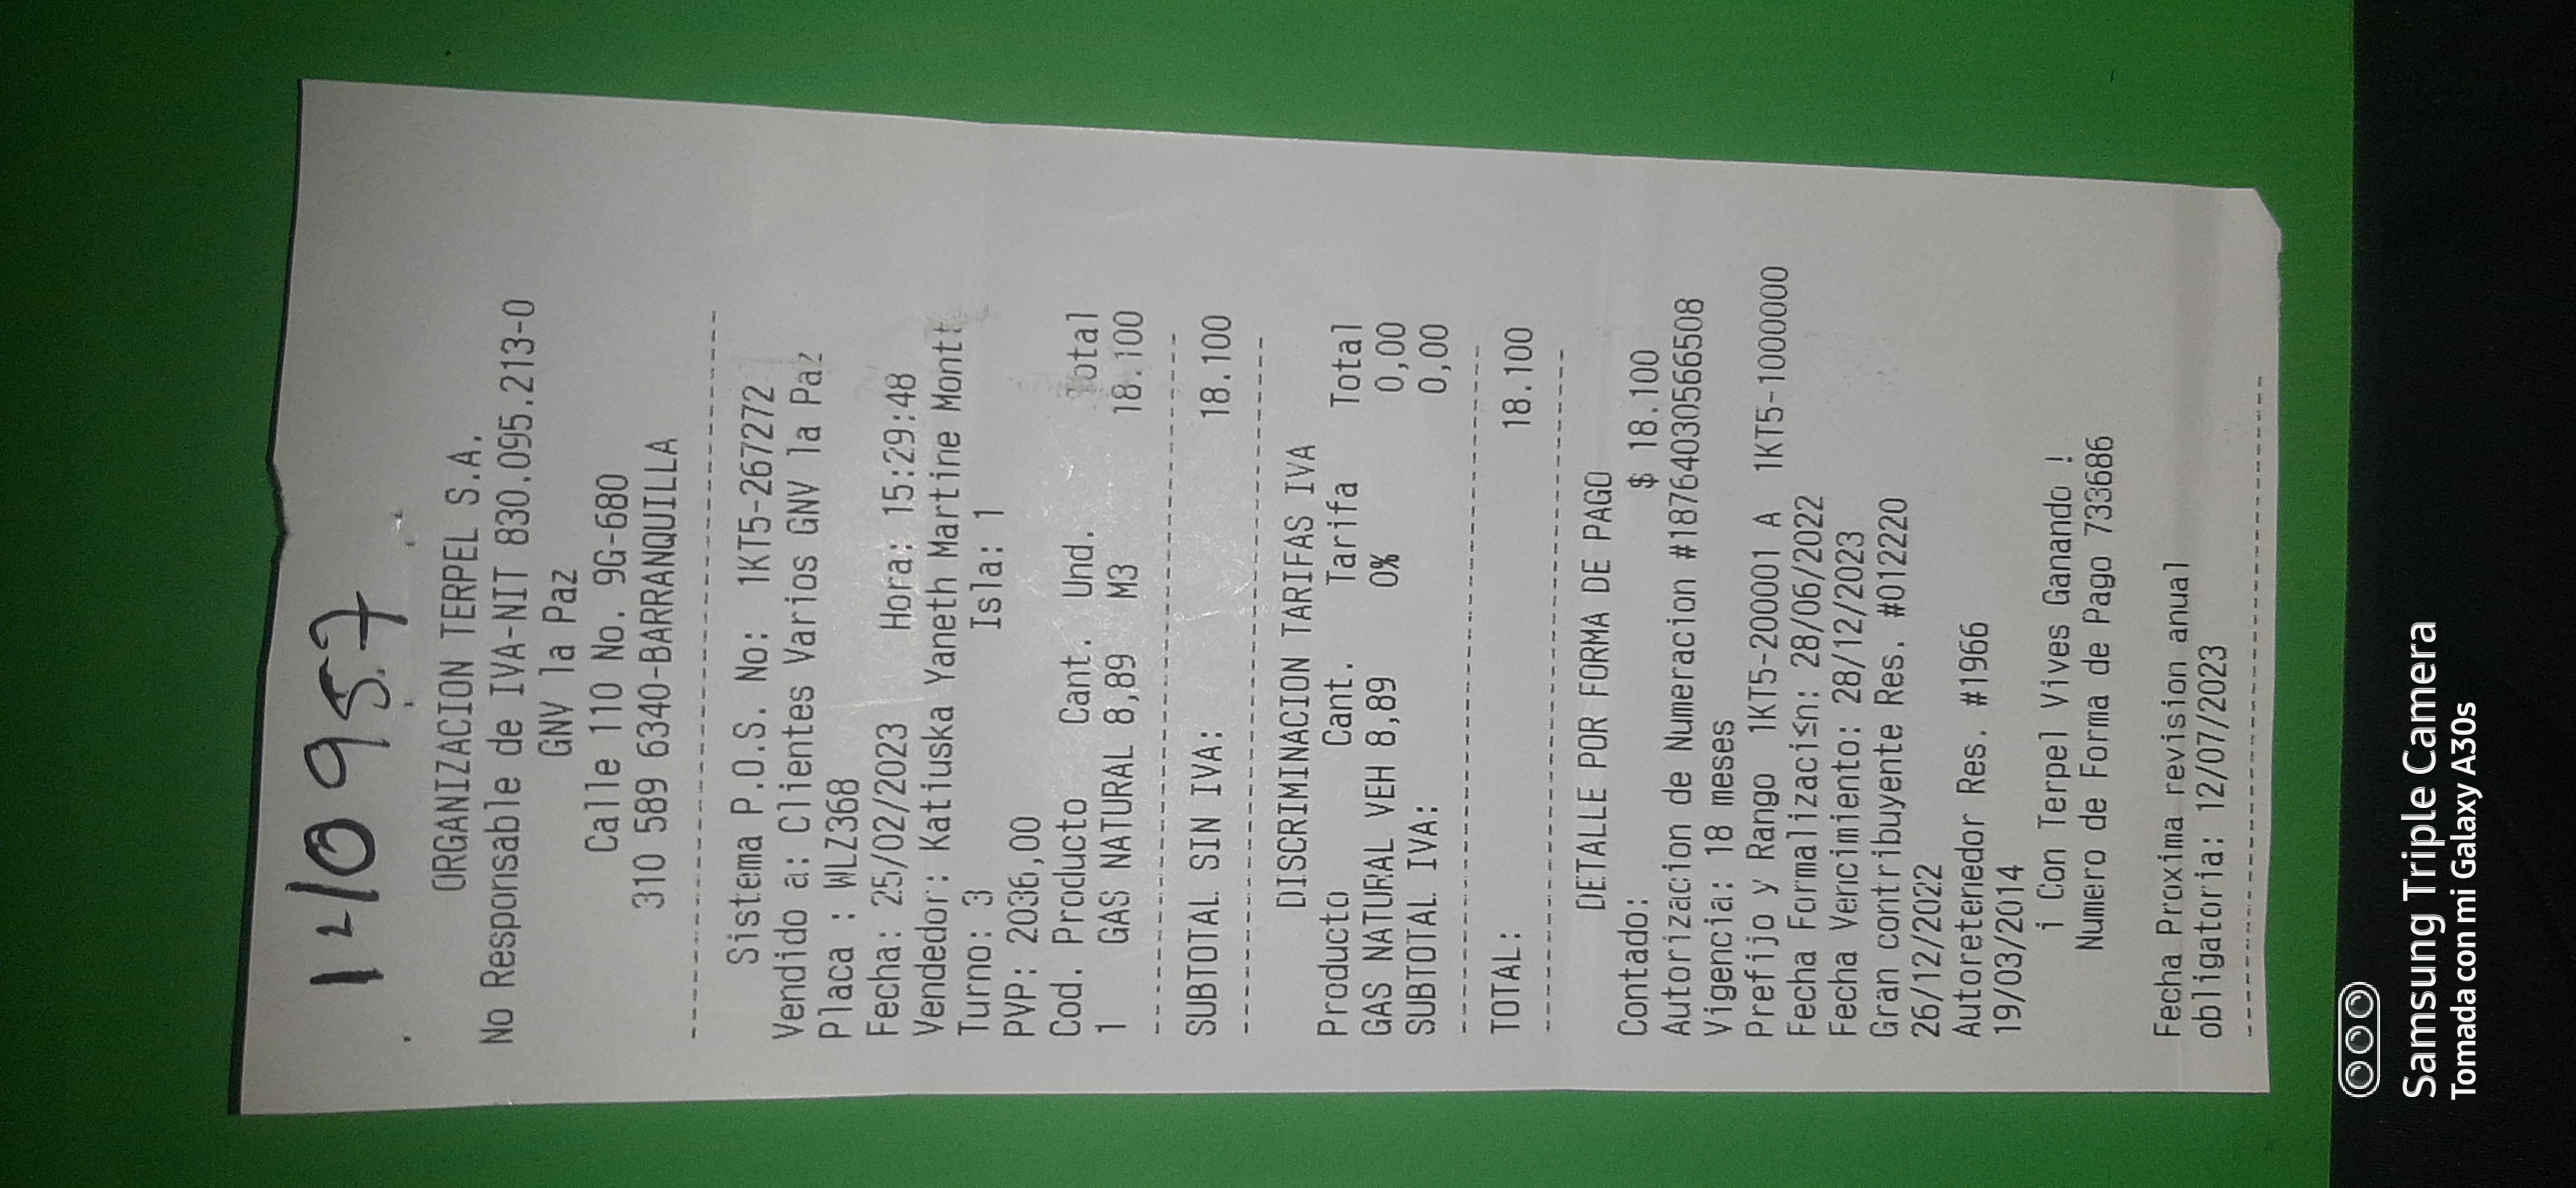 140957
ORGANIZACION TERPEL S.A.
No Responsable de IVA-NIT 830.095.213-0
GNV la Paz
Calle 110 No. 9G-680
310 589 6340-BARRANQUILLA
Sistema P.O.S. No: 1KT5-267272
Vendido a: Clientes Varios GNV la Paz
Placa : WLZ368
Fecha: 25/02/2023 Hora: 15:29:48
Vendedor: Katiuska Yaneth Martine Mont
Turno: 3 Isla: 1
PVP: 2036,00
Cod. Producto Cant. Und. Total
1 GAS NATURAL 8,89 M3 18.100
SUBTOTAL SIN IVA: 18.100
DISCRIMINACION TARIFAS IVA
Producto Cant. Tarifa Total
GAS NATURAL VEH 8,89 0% 0,00
SUBTOTAL IVA: 0,00
TOTAL: 18.100
DETALLE POR FORMA DE PAGO
Contado: $ 18.100
Autorizacion de Numeracion #18764030566508
Vigencia: 18 meses
Prefijo y Rango 1KT5-200001 A 1KT5-1000000
Fecha Formalizaci≤n: 28/06/2022
Fecha Vencimiento: 28/12/2023
Gran contribuyente Res. #012220
26/12/2022
Autoretenedor Res. #1966
19/03/2014
¡ Con Terpel Vives Ganando !
Numero de Forma de Pago 733686
Fecha Proxima revision anual
obligatoria: 12/07/2023
Samsung Triple Camera
Tomada con mi Galaxy A30s